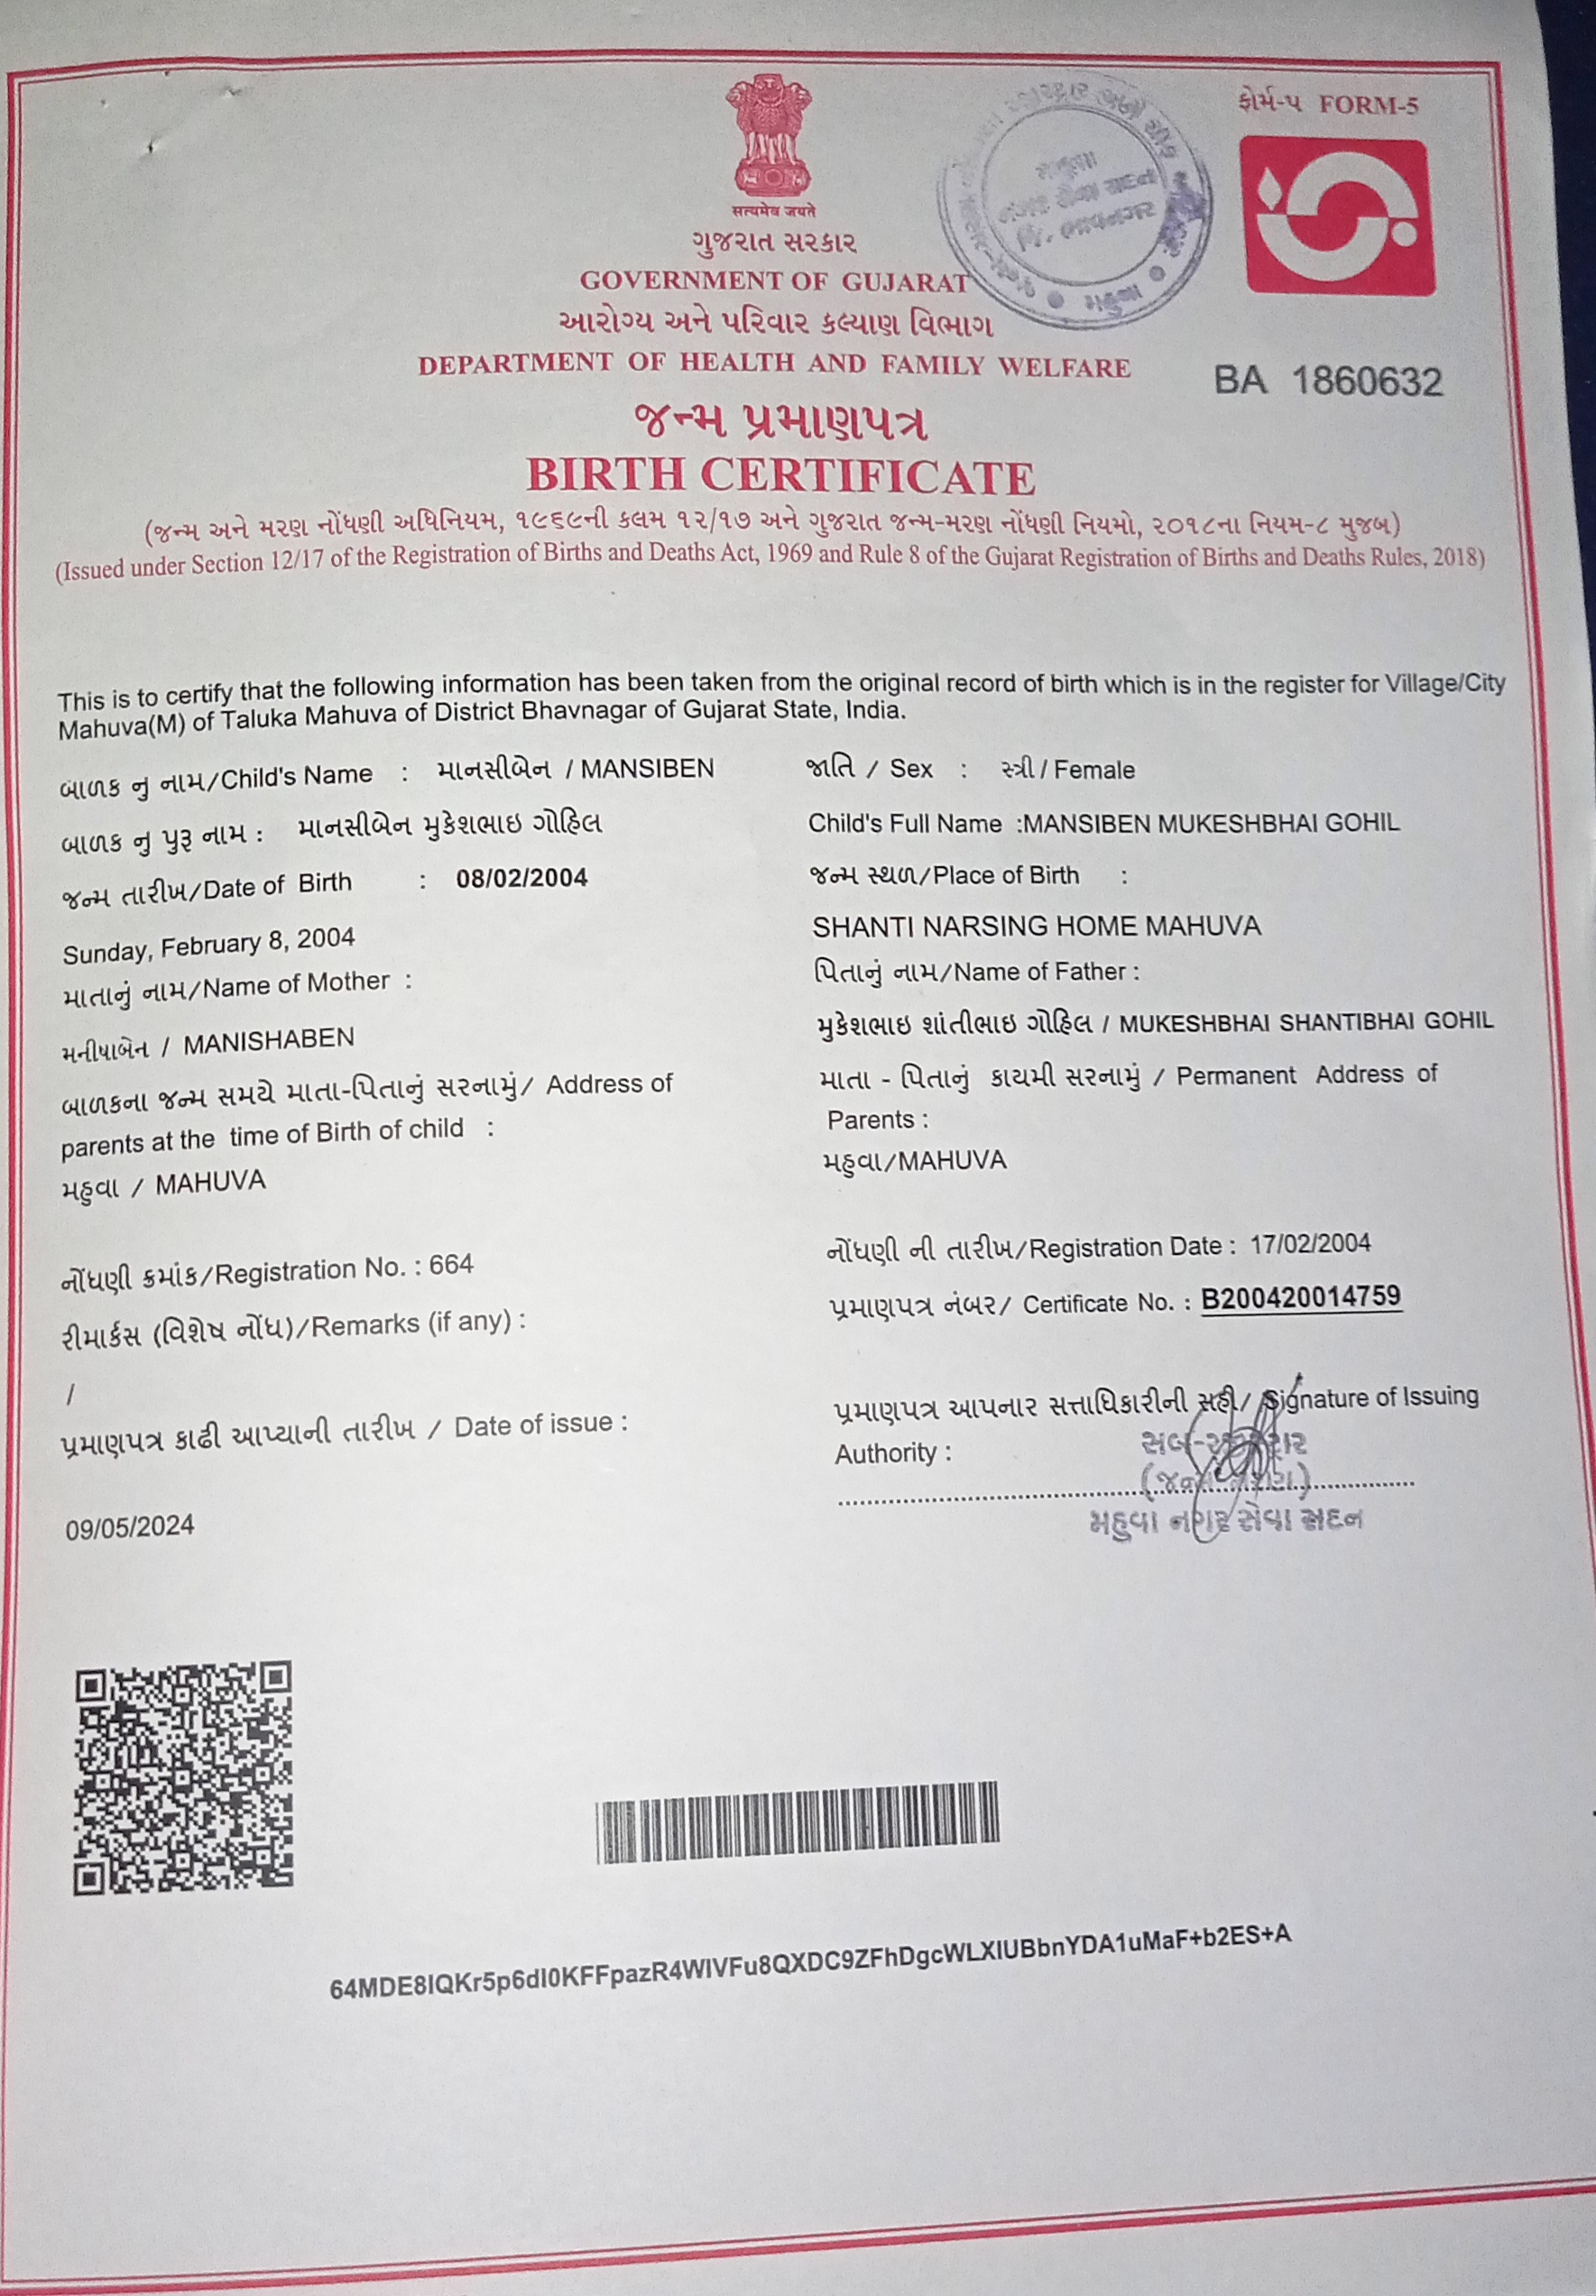 ફોર્મ-૫ FORM-5
सत्यमेव जयते
ગુજરાત સરકાર
GOVERNMENT OF GUJARAT
આરોગ્ય અને પરિવાર કલ્યાણ વિભાગ
DEPARTMENT OF HEALTH AND FAMILY WELFARE
BA 1860632
જન્મ પ્રમાણપત્ર
BIRTH CERTIFICATE
(જન્મ અને મરણ નોંધણી અધિનિયમ, ૧૯૬૯ની કલમ ૧૨/૧૭ અને ગુજરાત જન્મ-મરણ નોંધણી નિયમો, ૨૦૧૮ના નિયમ-૮ મુજબ)
(Issued under Section 12/17 of the Registration of Births and Deaths Act, 1969 and Rule 8 of the Gujarat Registration of Births and Deaths Rules, 2018)
This is to certify that the following information has been taken from the original record of birth which is in the register for Village/City
Mahuva(M) of Taluka Mahuva of District Bhavnagar of Gujarat State, India.
બાળક નુ નામ/Child's Name : માનસીબેન / MANSIBEN
જાતિ / Sex : સ્ત્રી / Female
બાળક નુ પુરૂ નામ : માનસીબેન મુકેશભાઇ ગોહિલ
Child's Full Name :MANSIBEN MUKESHBHAI GOHIL
જન્મ તારીખ/Date of Birth : 08/02/2004
જન્મ સ્થળ/Place of Birth :
Sunday, February 8, 2004
SHANTI NARSING HOME MAHUVA
માતાનું નામ/Name of Mother :
પિતાનું નામ/Name of Father :
મનીષાબેન / MANISHABEN
મુકેશભાઇ શાંતીભાઇ ગોહિલ / MUKESHBHAI SHANTIBHAI GOHIL
બાળકના જન્મ સમયે માતા-પિતાનું સરનામું/ Address of
parents at the time of Birth of child :
માતા - પિતાનું કાયમી સરનામું / Permanent Address of
Parents :
મહુવા / MAHUVA
મહુવા/MAHUVA
નોંધણી ક્રમાંક/Registration No. : 664
નોંધણી ની તારીખ/Registration Date : 17/02/2004
રીમાર્કસ (વિશેષ નોંધ)/Remarks (if any) :
પ્રમાણપત્ર નંબર/ Certificate No. : B200420014759
/
પ્રમાણપત્ર કાઢી આપ્યાની તારીખ / Date of issue :
પ્રમાણપત્ર આપનાર સત્તાધિકારીની સહી/ Signature of Issuing
Authority :
09/05/2024
મહુવા નગર સેવા સદન
64MDE8IQKr5p6dI0KFFpazR4WIVFu8QXDC9ZFhDgcWLXIUBbnYDA1uMaF+b2ES+A